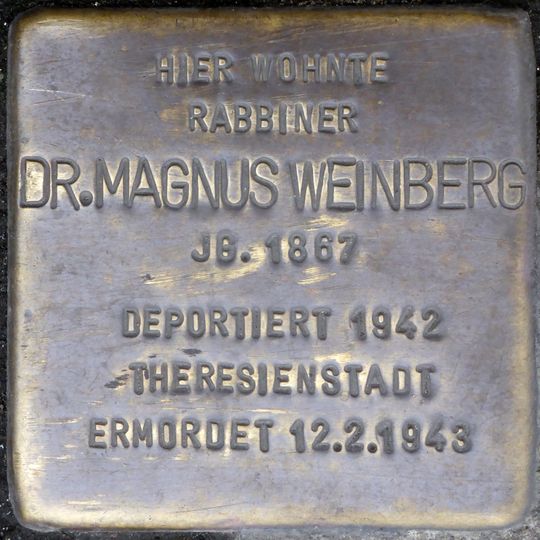 HIER WOHNTE
RABBINER
DR. MAGNUS WEINBERG
JG. 1867
DEPORTIERT 1942
THERESIENSTADT
ERMORDET 12.2.1943